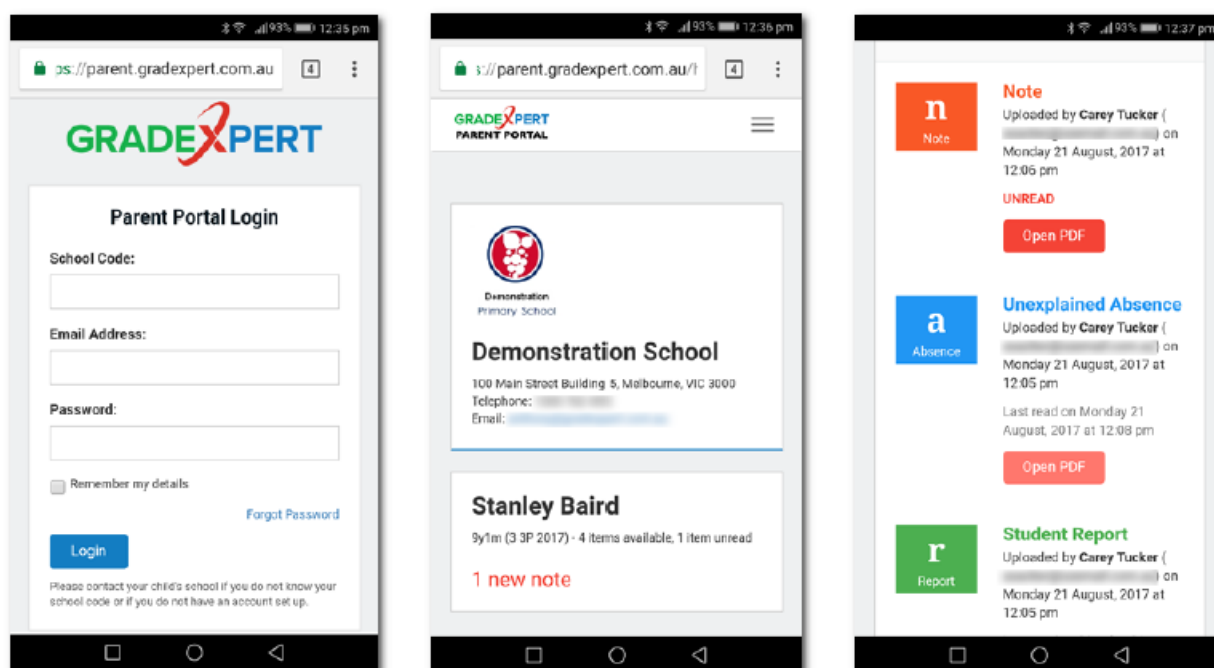 93% 12:35 pm
ps://parent.gradexpert.com.au 4
GRADEXPERT
Parent Portal Login
School Code:
Email Address:
Password:
Remember my details
Forgot Password
Login
Please contact your child's school if you do not know your
school code or if you do not have an account set up.
93% 12:36 pm
://parent.gradexpert.com.au/h 4
GRADEXPERT
PARENT PORTAL
Demonstration
Primary School
Demonstration School
100 Main Street Building 5, Melbourne, VIC 3000
Telephone:
Email:
Stanley Baird
9y1m (3 3P 2017) - 4 items available, 1 item unread
1 new note
93% 12:37 pm
n
Note
Note
Uploaded by Carey Tucker (
) on
Monday 21 August, 2017 at
12:06 pm
UNREAD
Open PDF
a
Absence
Unexplained Absence
Uploaded by Carey Tucker (
) on
Monday 21 August, 2017 at
12:05 pm
Last read on Monday 21
August, 2017 at 12:08 pm
Open PDF
r
Report
Student Report
Uploaded by Carey Tucker (
) on
Monday 21 August, 2017 at
12:05 pm